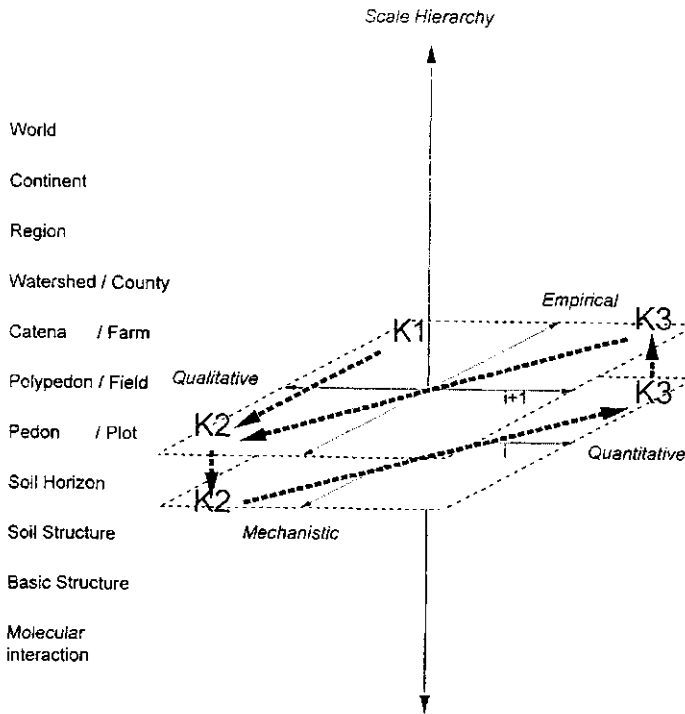 Scale Hierarchy
World
Continent
Region
Watershed / County
Empirical
K1
K3
Catena / Farm
Polypedon / Field
Qualitative
i+1
K3
K2
Pedon / Plot
i
Quantitative
Soil Horizon
K2
Soil Structure
Mechanistic
Basic Structure
Molecular
interaction